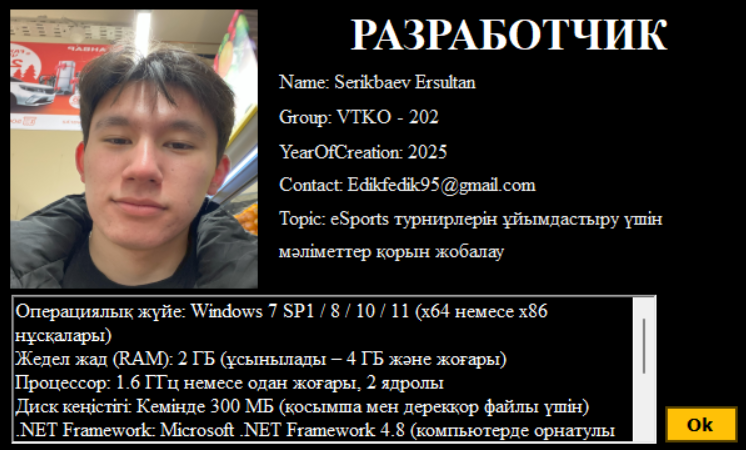 РАЗРАБОТЧИК
Name: Serikbaev Ersultan
Group: VTKO - 202
YearOfCreation: 2025
Contact: Edikfedik95@gmail.com
Topic: eSports турнирлерін ұйымдастыру үшін
мәліметтер қорын жобалау
Операциялық жүйе: Windows 7 SP1 / 8 / 10 / 11 (x64 немесе x86
нұсқалары)
Жедел жад (RAM): 2 ГБ (ұсынылады – 4 ГБ және жоғары)
Процессор: 1.6 ГГц немесе одан жоғары, 2 ядролы
Диск кеңістігі: Кемінде 300 МБ (қосымша мен дерекқор файлы үшін)
.NET Framework: Microsoft .NET Framework 4.8 (компьютерде орнатулы
Ok